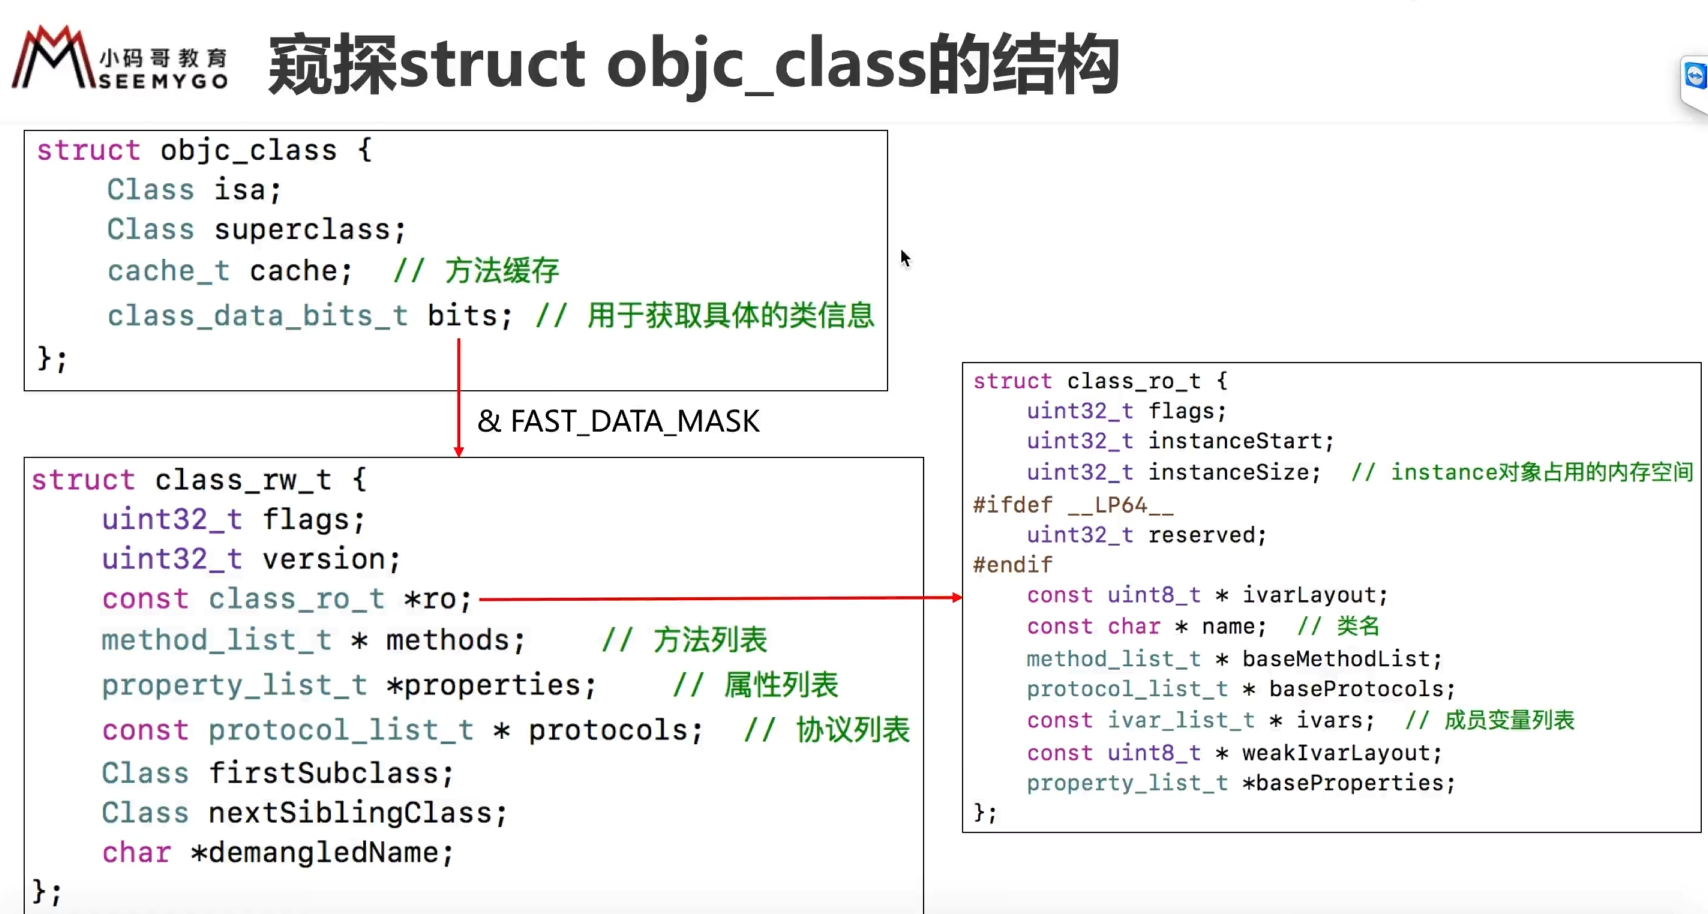 小码哥教育
SEEMYGO
窥探struct objc_class的结构
struct objc_class {
    Class isa;
    Class superclass;
    cache_t cache;  // 方法缓存
    class_data_bits_t bits; // 用于获取具体的类信息
};
& FAST_DATA_MASK
struct class_rw_t {
    uint32_t flags;
    uint32_t version;
    const class_ro_t *ro;
    method_list_t * methods;    // 方法列表
    property_list_t *properties;    // 属性列表
    const protocol_list_t * protocols;  // 协议列表
    Class firstSubclass;
    Class nextSiblingClass;
    char *demangledName;
};
struct class_ro_t {
    uint32_t flags;
    uint32_t instanceStart;
    uint32_t instanceSize;  // instance对象占用的内存空间
#ifdef __LP64__
    uint32_t reserved;
#endif
    const uint8_t * ivarLayout;
    const char * name;  // 类名
    method_list_t * baseMethodList;
    protocol_list_t * baseProtocols;
    const ivar_list_t * ivars;  // 成员变量列表
    const uint8_t * weakIvarLayout;
    property_list_t *baseProperties;
};